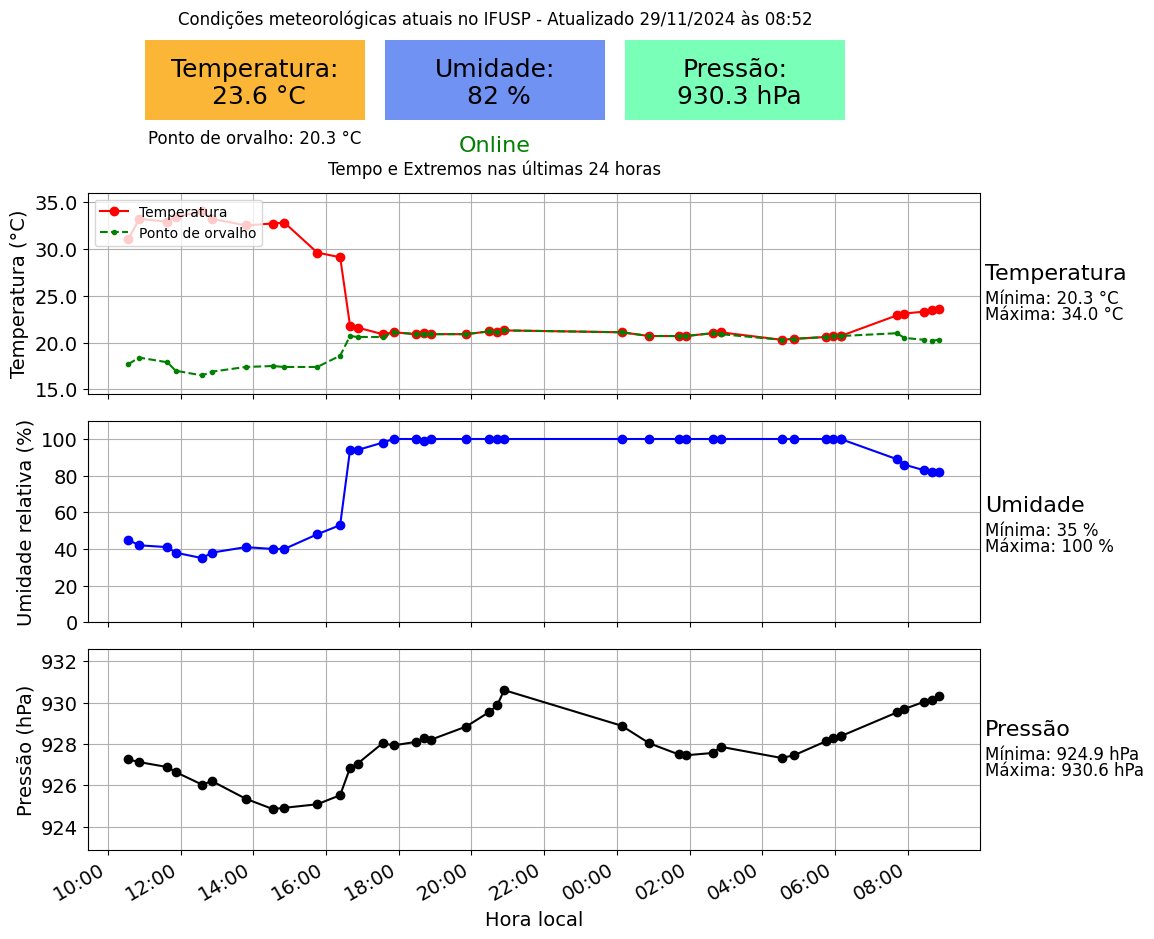 Condições meteorológicas atuais no IFUSP - Atualizado 29/11/2024 às 08:52
Temperatura:
23.6 °C
Umidade:
82 %
Pressão:
930.3 hPa
Ponto de orvalho: 20.3 °C
Online
Tempo e Extremos nas últimas 24 horas
Temperatura (°C)
35.0
30.0
25.0
20.0
15.0
Temperatura
Ponto de orvalho
Temperatura
Mínima: 20.3 °C
Máxima: 34.0 °C
Umidade relativa (%)
100
80
60
40
20
0
Umidade
Mínima: 35 %
Máxima: 100 %
Pressão (hPa)
932
930
928
926
924
Pressão
Mínima: 924.9 hPa
Máxima: 930.6 hPa
10:00 12:00 14:00 16:00 18:00 20:00 22:00 00:00 02:00 04:00 06:00 08:00
Hora local